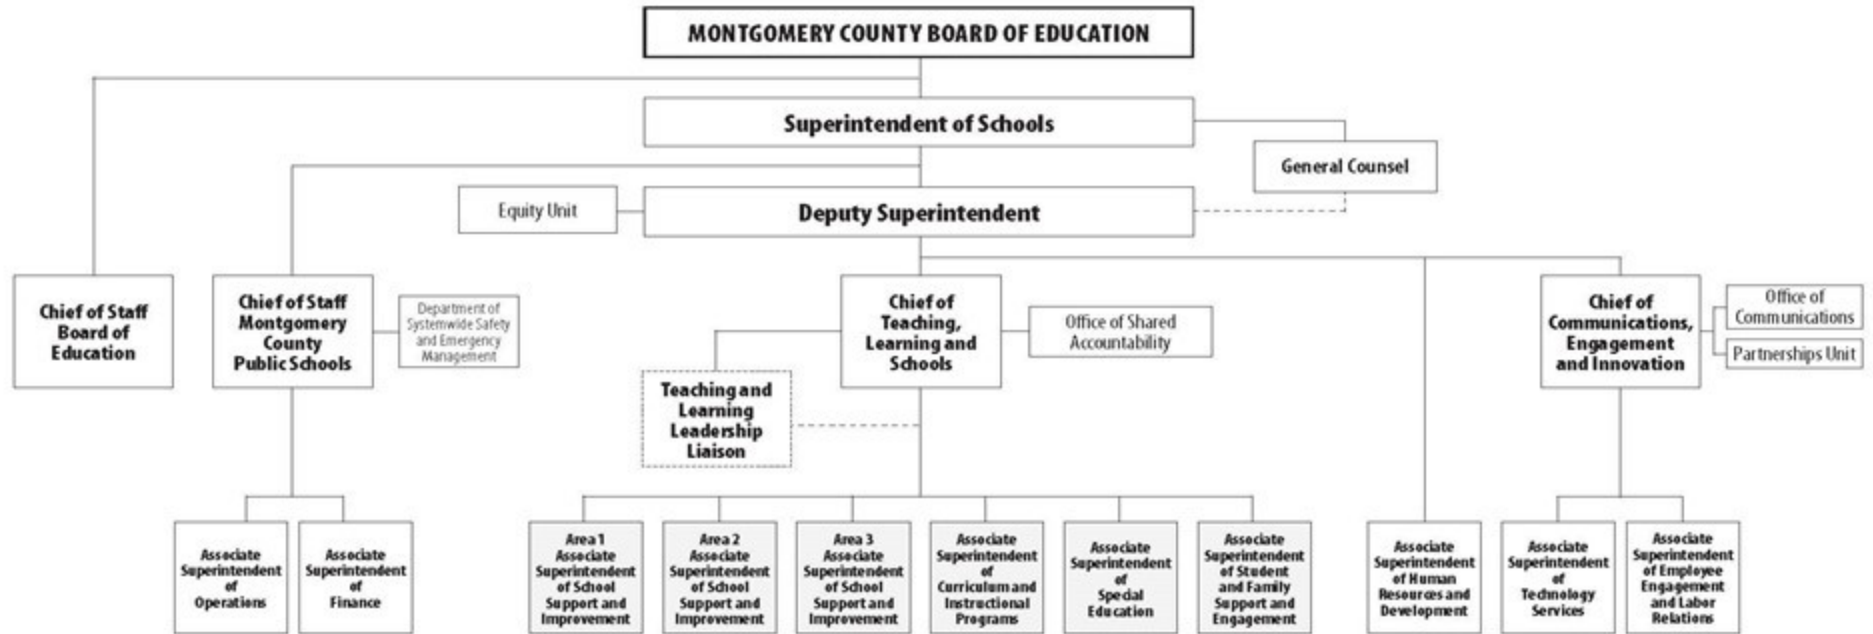 MONTGOMERY COUNTY BOARD OF EDUCATION
Superintendent of Schools
General Counsel
Equity Unit
Deputy Superintendent
Chief of Staff
Board of
Education
Chief of Staff
Montgomery
County
Public Schools
Department of
Systemwide Safety
and Emergency
Management
Chief of
Teaching,
Learning and
Schools
Office of Shared
Accountability
Chief of
Communications,
Engagement
and Innovation
Office of
Communications
Partnerships Unit
Teaching and
Learning
Leadership
Liaison
Associate
Superintendent
of
Operations
Associate
Superintendent
of
Finance
Area 1
Associate
Superintendent
of School
Support and
Improvement
Area 2
Associate
Superintendent
of School
Support and
Improvement
Area 3
Associate
Superintendent
of School
Support and
Improvement
Associate
Superintendent
of
Curriculum and
Instructional
Programs
Associate
Superintendent
of
Special
Education
Associate
Superintendent
of Student
and Family
Support and
Engagement
Associate
Superintendent
of Human
Resources and
Development
Associate
Superintendent
of
Technology
Services
Associate
Superintendent
of Employee
Engagement
and Labor
Relations